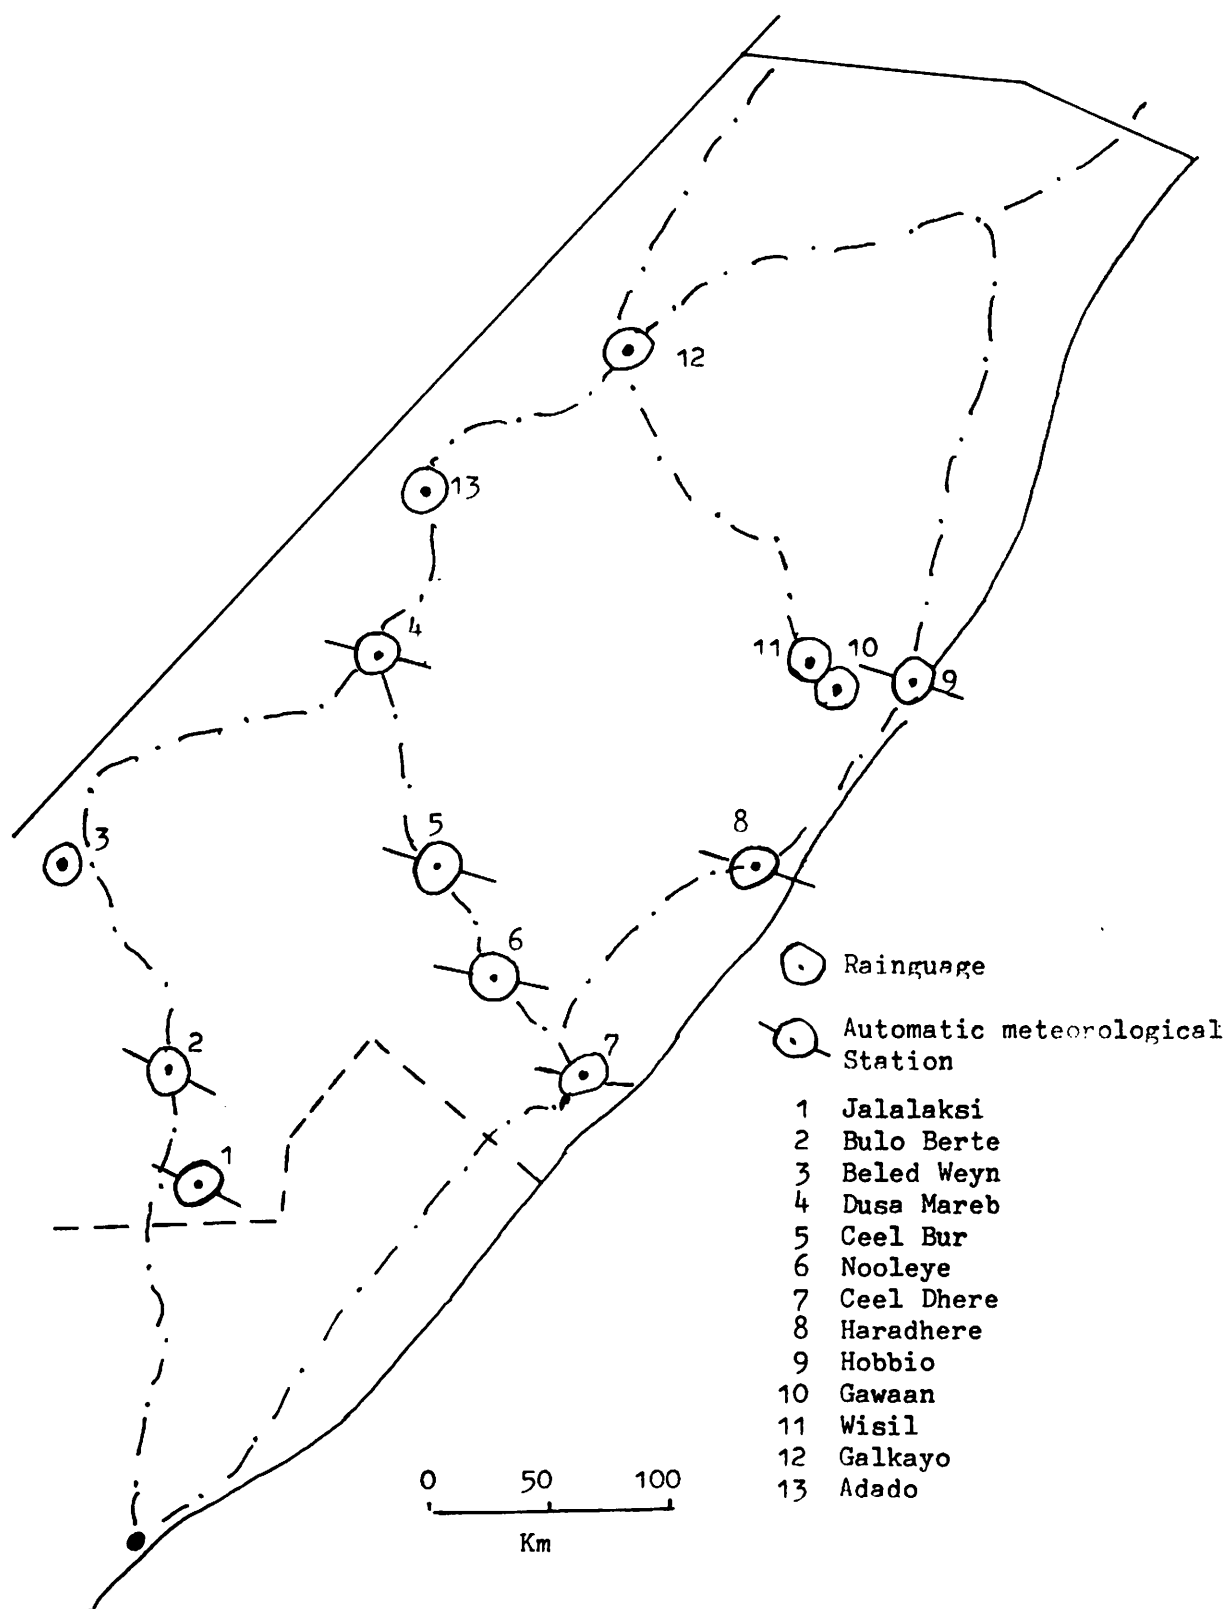 12
13
4
11
10
9
3
5
8
6
Rainguage
2
7
Automatic meteorological
Station
1
1 Jalalaksi
2 Bulo Berte
3 Beled Weyn
4 Dusa Mareb
5 Ceel Bur
6 Nooleye
7 Ceel Dhere
8 Haradhere
9 Hobbio
10 Gawaan
11 Wisil
12 Galkayo
13 Adado
0 50 100
Km